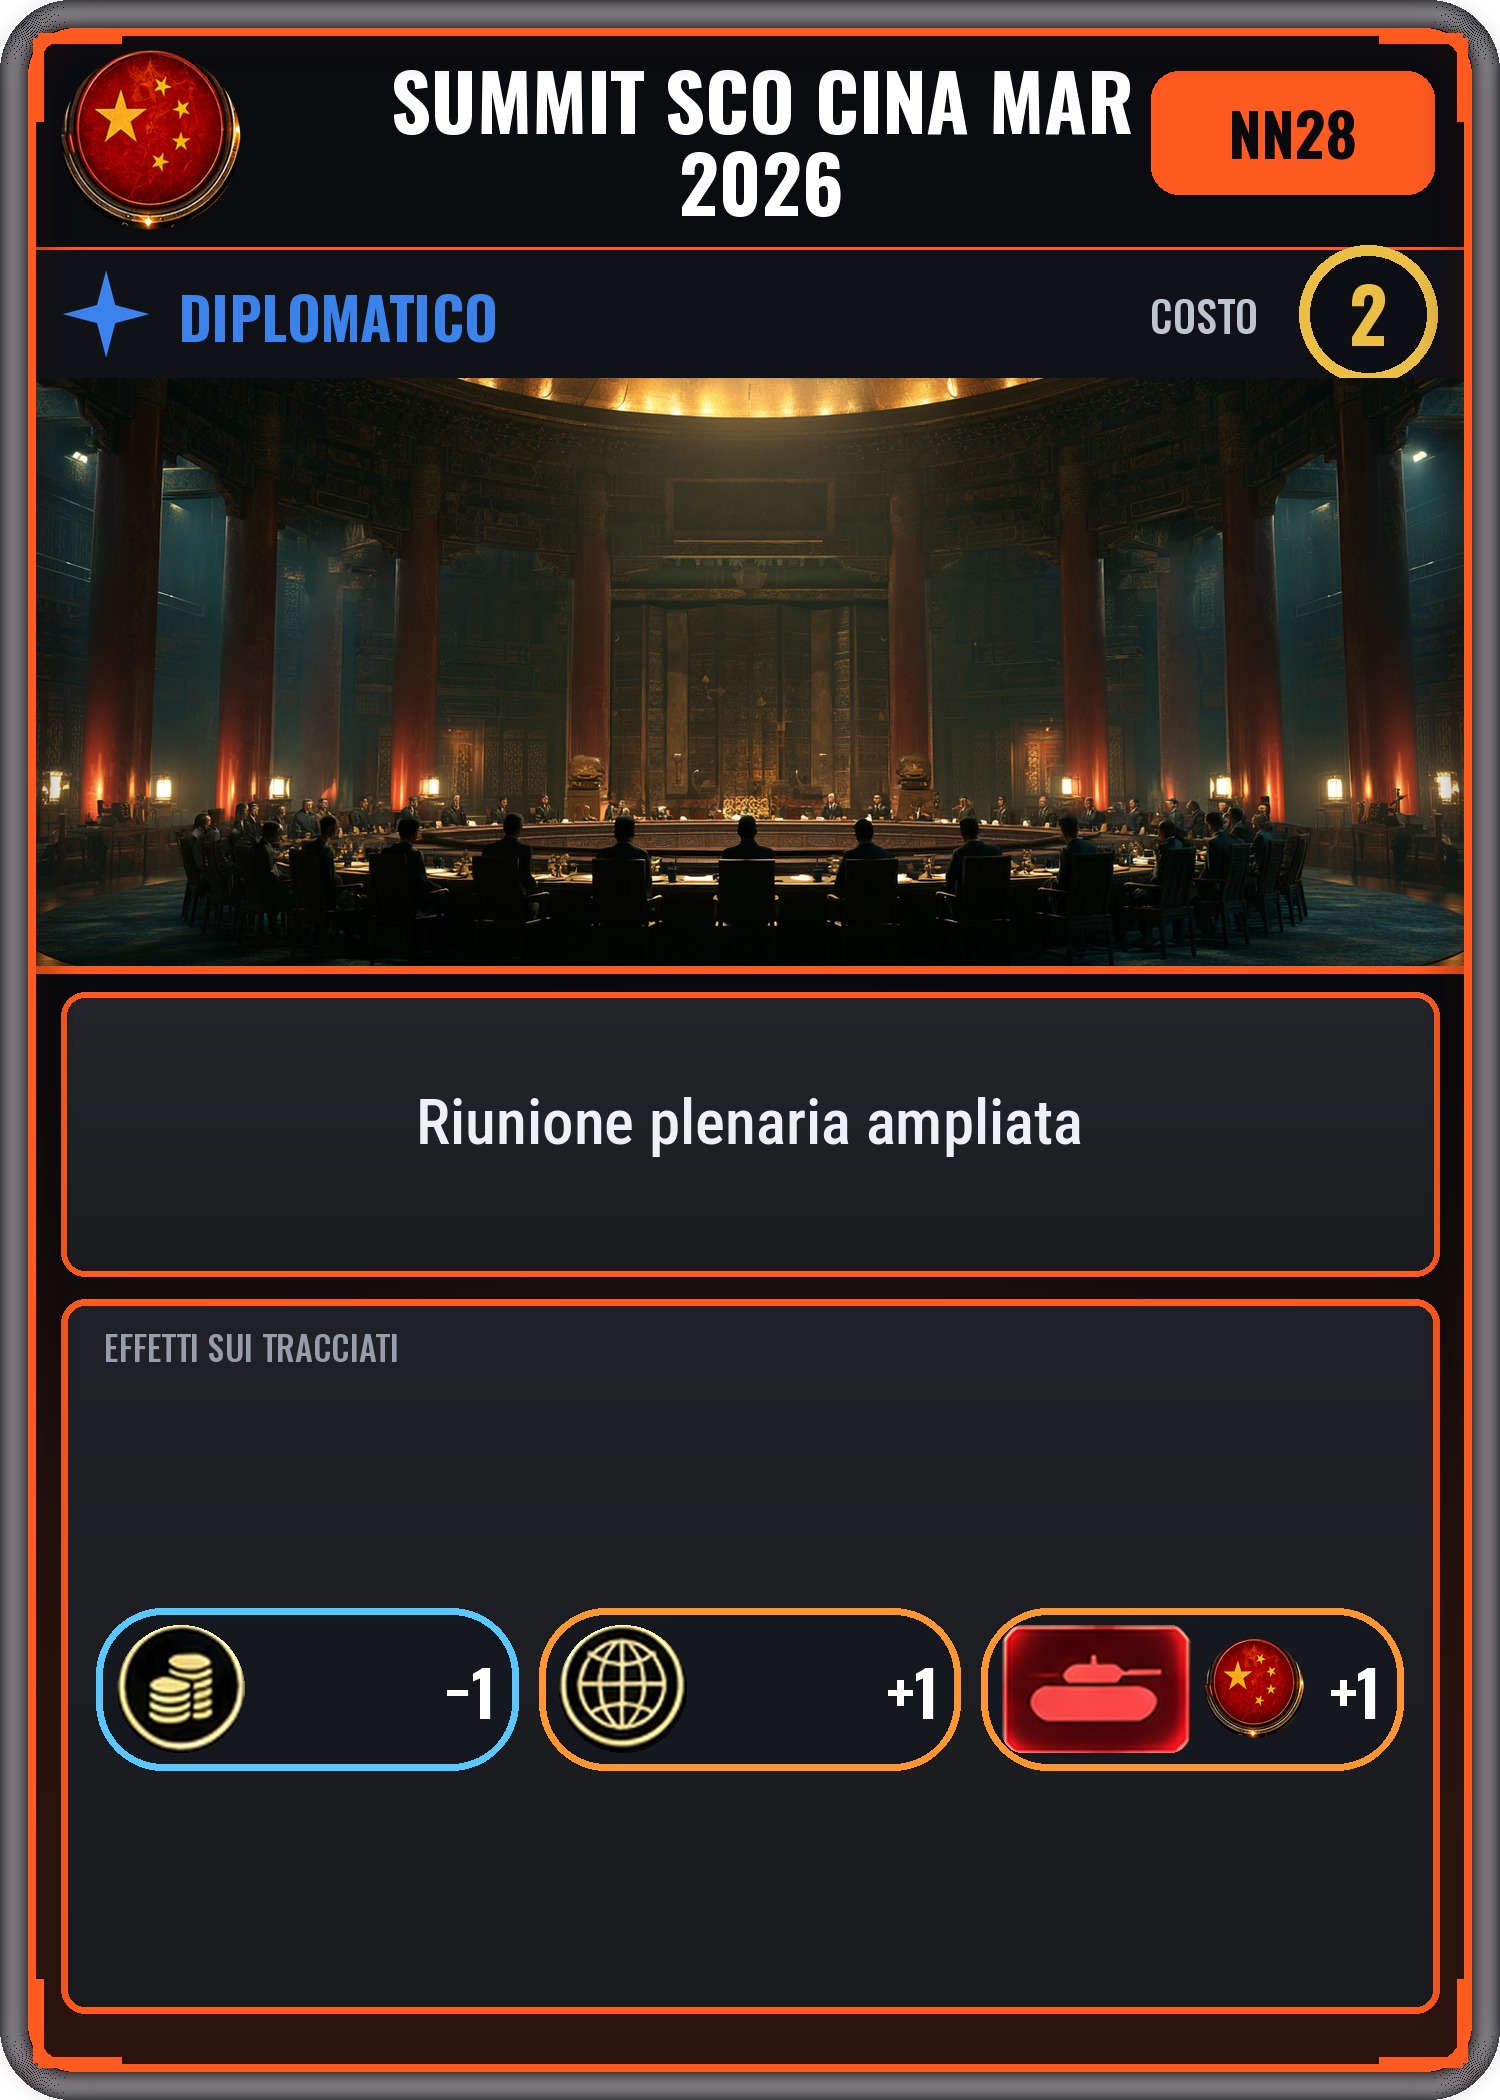 SUMMIT SCO CINA MAR
2026
NN28
DIPLOMATICO
COSTO
2
Riunione plenaria ampliata
EFFETTI SUI TRACCIATI
-1
+1
+1